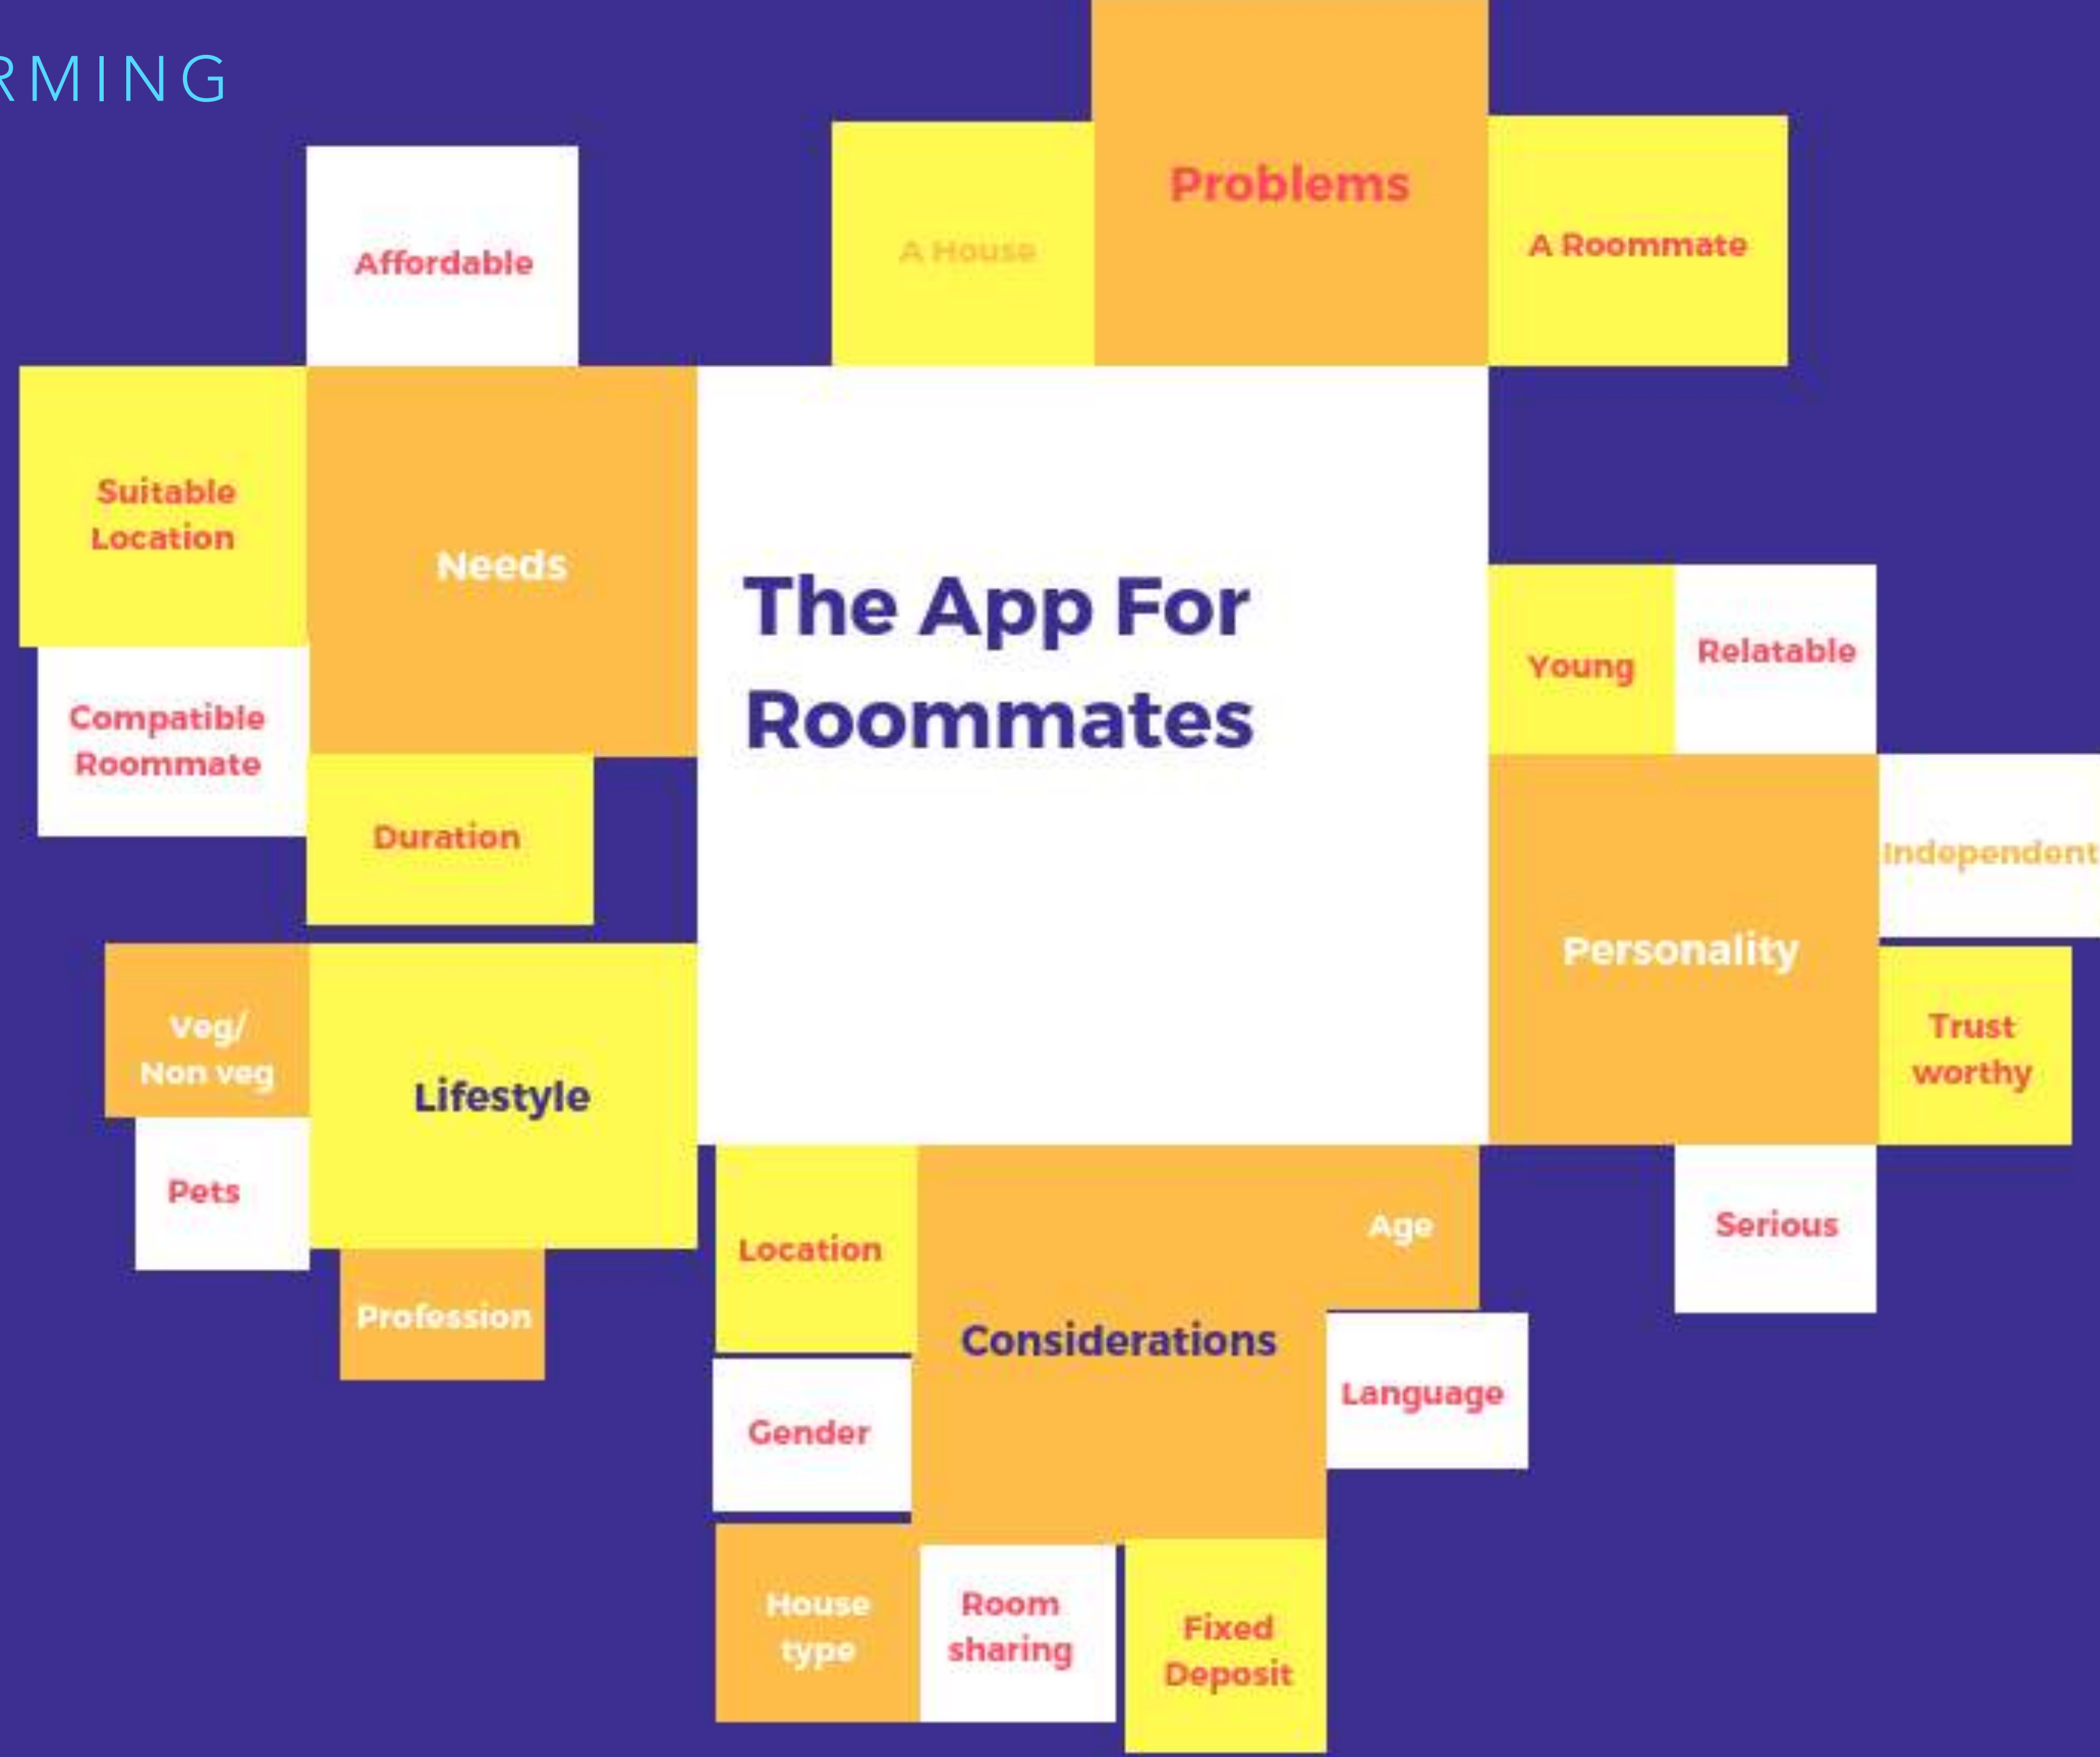 RMING
Problems
A House
A Roommate
Affordable
Suitable
Location
Needs
Compatible
Roommate
Duration
The App For
Roommates
Young
Relatable
Independent
Personality
Trust
worthy
Serious
Veg/
Non veg
Lifestyle
Pets
Profession
Location
Age
Considerations
Gender
Language
House
type
Room
sharing
Fixed
Deposit